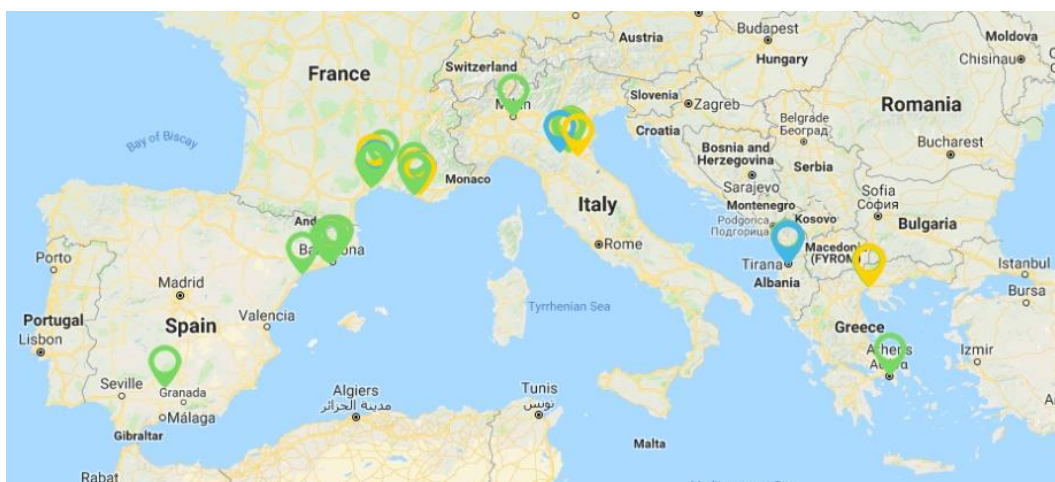 Austria
Budapest
Hungary
Moldova
Chisinau
France
Switzerland
Milan
Slovenia
Zagreb
Croatia
Romania
Belgrade
Београд
Bucharest
Bay of Biscay
Bosnia and
Herzegovina
Serbia
Sarajevo
Monaco
Italy
Montenegro
Podgorica
Подгорица
Kosovo
Sofia
София
Bulgaria
Rome
Porto
Madrid
Tirana
Albania
(FYROM)
Istanbul
Bursa
Tyrrhenian Sea
Portugal
Lisbon
Spain
Valencia
Greece
Athens
Izmir
Seville
Granada
Málaga
Gibraltar
Algiers
مدينة الجزائر
Tunis
تونس
Malta
Rabat